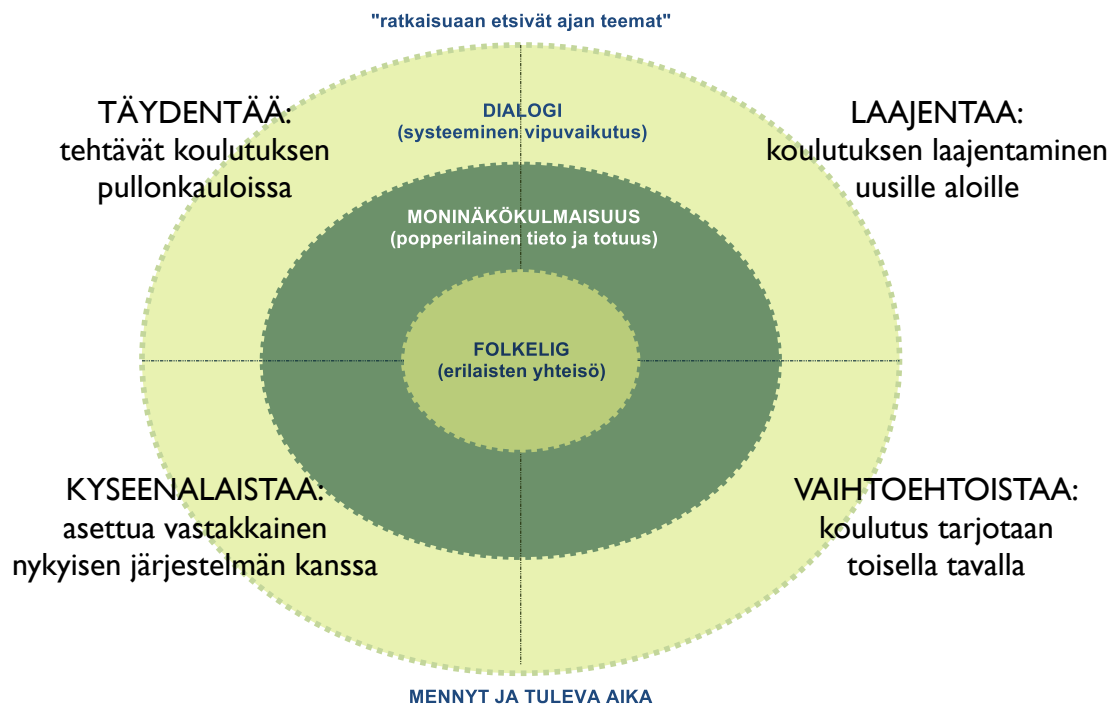 "ratkaisuaan etsivät ajan teemat"
TÄYDENTÄÄ:
tehtävät koulutuksen
pullonkauloissa
DIALOGI
(systeeminen vipuvaikutus)
LAAJENTAA:
koulutuksen laajentaminen
uusille aloille
MONINÄKÖKULMAISUUS
(popperilainen tieto ja totuus)
FOLKELIG
(erilaisten yhteisö)
KYSEENALAISTAA:
asettua vastakkainen
nykyisen järjestelmän kanssa
VAIHTOEHTOISTAA:
koulutus tarjotaan
toisella tavalla
MENNYT JA TULEVA AIKA